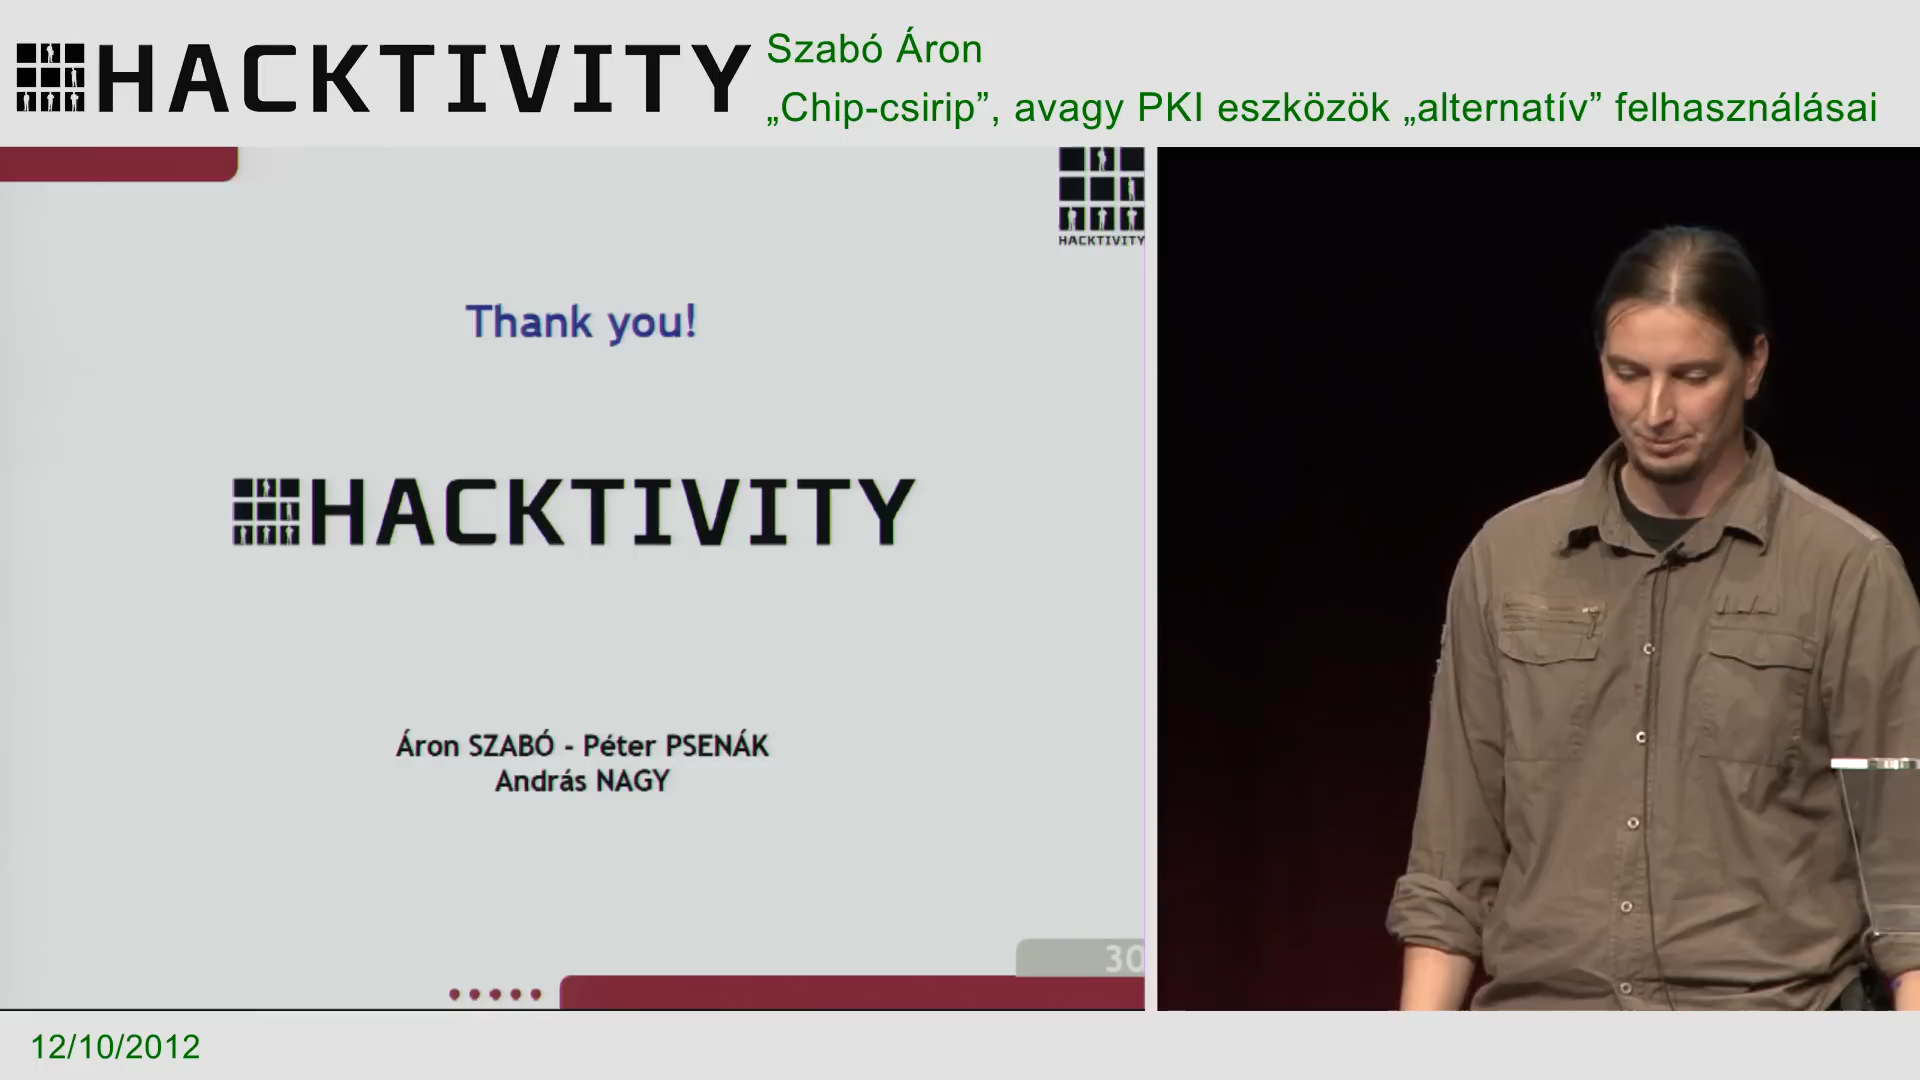 HACKTIVITY
Szabó Áron
„Chip-csirip”, avagy PKI eszközök „alternatív” felhasználásai
HACKTIVITY
Thank you!
HACKTIVITY
Áron SZABÓ - Péter PSENÁK
András NAGY
30
12/10/2012